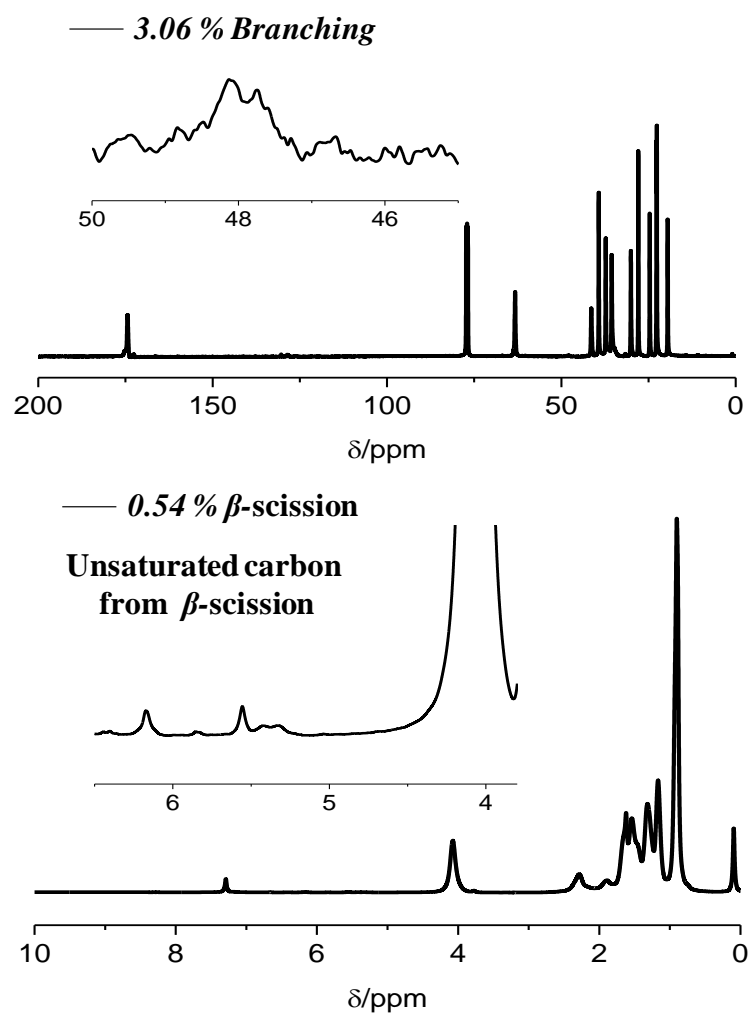 3.06 % Branching
50 48 46
200 150 100 50 0
δ/ppm
0.54 % β-scission
Unsaturated carbon
from β-scission
6 5 4
10 8 6 4 2 0
δ/ppm